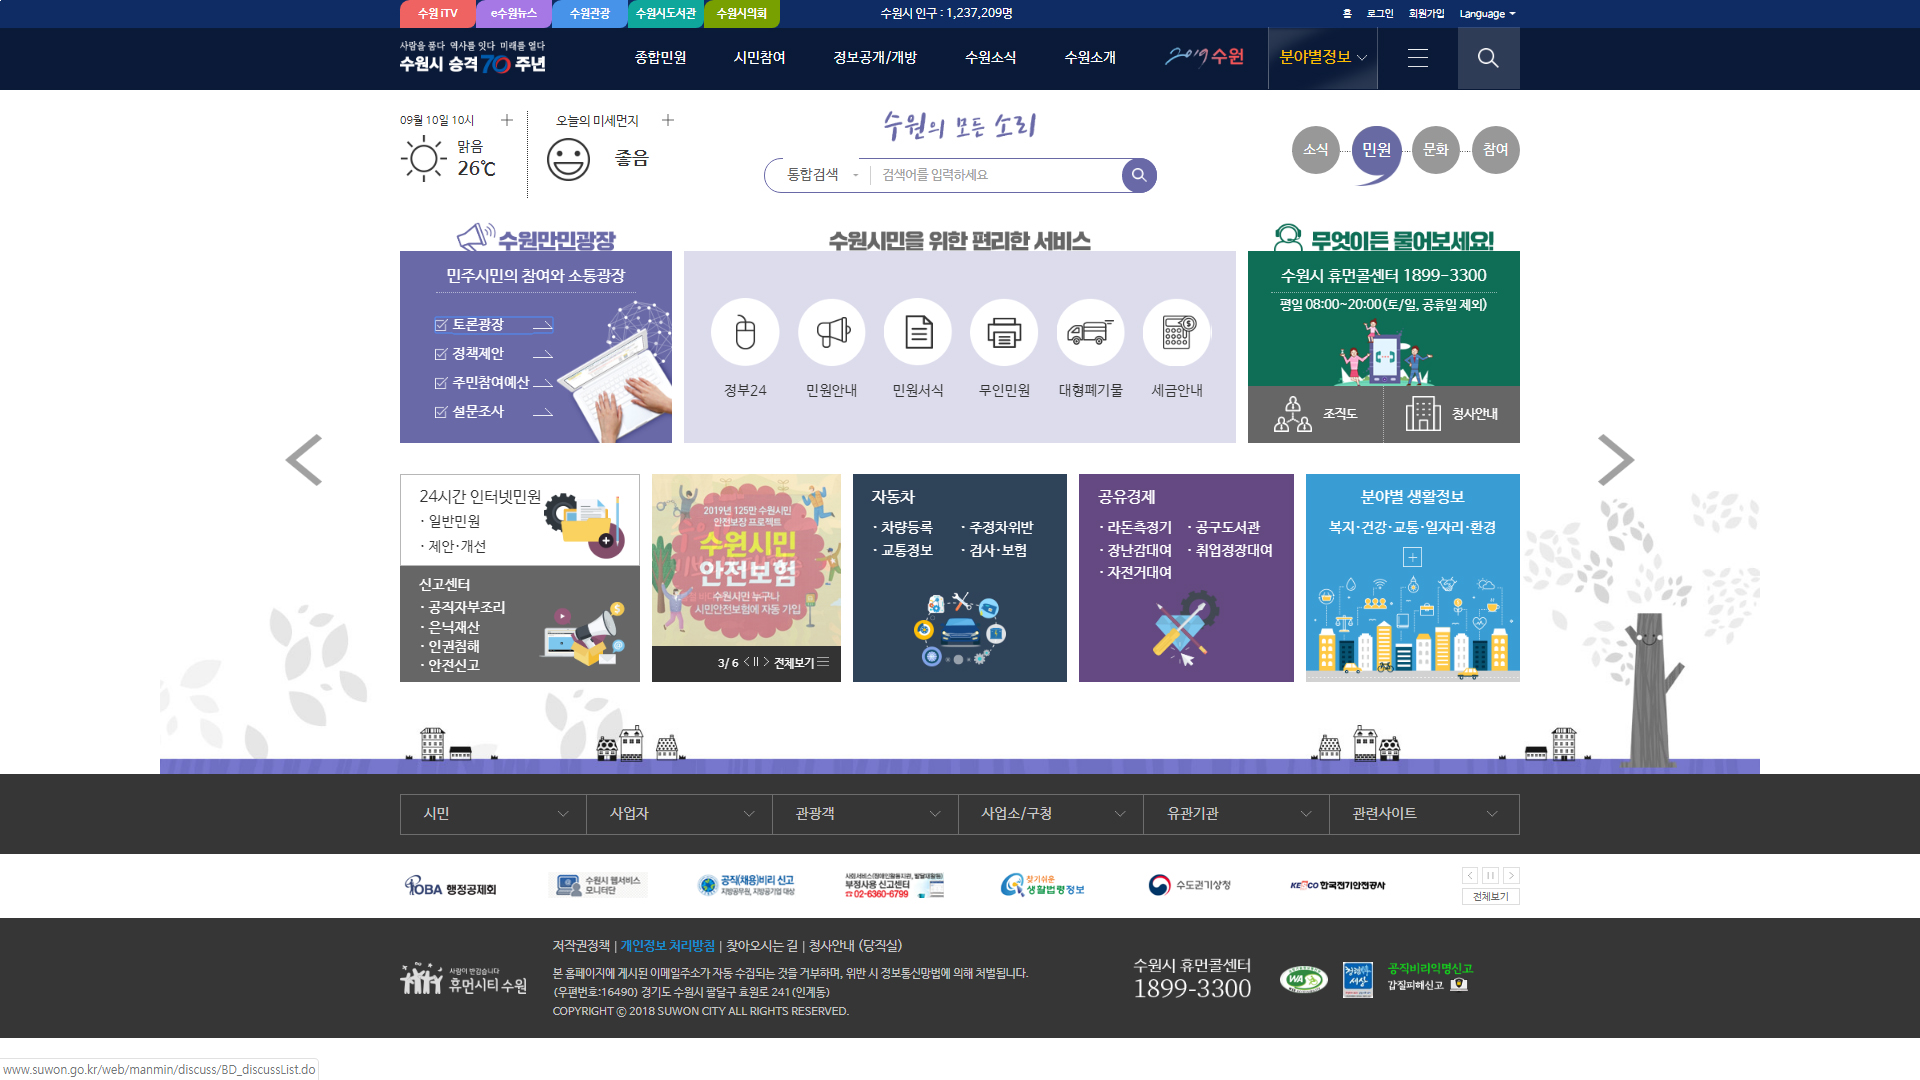 수원 iTV
e수원뉴스
수원관광
수원시도서관
수원시의회
수원시 인구 : 1,237,209명
홈
로그인
회원가입
Language
사람을 품다 역사를 잇다 미래를 열다
수원시 승격 70 주년
종합민원
시민참여
정보공개/개방
수원소식
수원소개
2019 수원
분야별정보
09월 10일 10시
맑음
26℃
오늘의 미세먼지
좋음
수원의 모든 소리
통합검색
검색어를 입력하세요
소식
민원
문화
참여
수원만민광장
민주시민의 참여와 소통광장
토론광장
정책제안
주민참여예산
설문조사
수원시민을 위한 편리한 서비스
정부24
민원안내
민원서식
무인민원
대형폐기물
세금안내
무엇이든 물어보세요!
수원시 휴먼콜센터 1899-3300
평일 08:00~20:00(토/일, 공휴일 제외)
조직도
청사안내
24시간 인터넷민원
· 일반민원
· 제안·개선
신고센터
· 공직자부조리
· 은닉재산
· 인권침해
· 안전신고
2019년 125만 수원시민
안전보장 프로젝트
수원시민
안전보험
수원시민 누구나
시민안전보험에 자동 가입
3/ 6
전체보기
자동차
· 차량등록
· 주정차위반
· 교통정보
· 검사·보험
공유경제
· 라돈측정기
· 공구도서관
· 장난감대여
· 취업정장대여
· 자전거대여
분야별 생활정보
복지·건강·교통·일자리·환경
시민
사업자
관광객
사업소/구청
유관기관
관련사이트
POBA 행정공제회
수원시 웹서비스
모니터단
공직(채용)비리 신고
지방공무원, 지방공기업 대상
부정사용 신고센터
☎ 02-6360-6799
찾기쉬운
생활법령정보
수도권기상청
KESCO 한국전기안전공사
전체보기
저작권정책 | 개인정보 처리방침 | 찾아오시는 길 | 청사안내 (당직실)
본 홈페이지에 게시된 이메일주소가 자동 수집되는 것을 거부하며, 위반 시 정보통신망법에 의해 처벌됩니다.
(우편번호:16490) 경기도 수원시 팔달구 효원로 241(인계동)
COPYRIGHT ⓒ 2018 SUWON CITY ALL RIGHTS RESERVED.
사람이 반갑습니다
휴먼시티 수원
수원시 휴먼콜센터
1899-3300
WA
청렴한
세상
공직비리익명신고
갑질피해신고
www.suwon.go.kr/web/manmin/discuss/BD_discussList.do